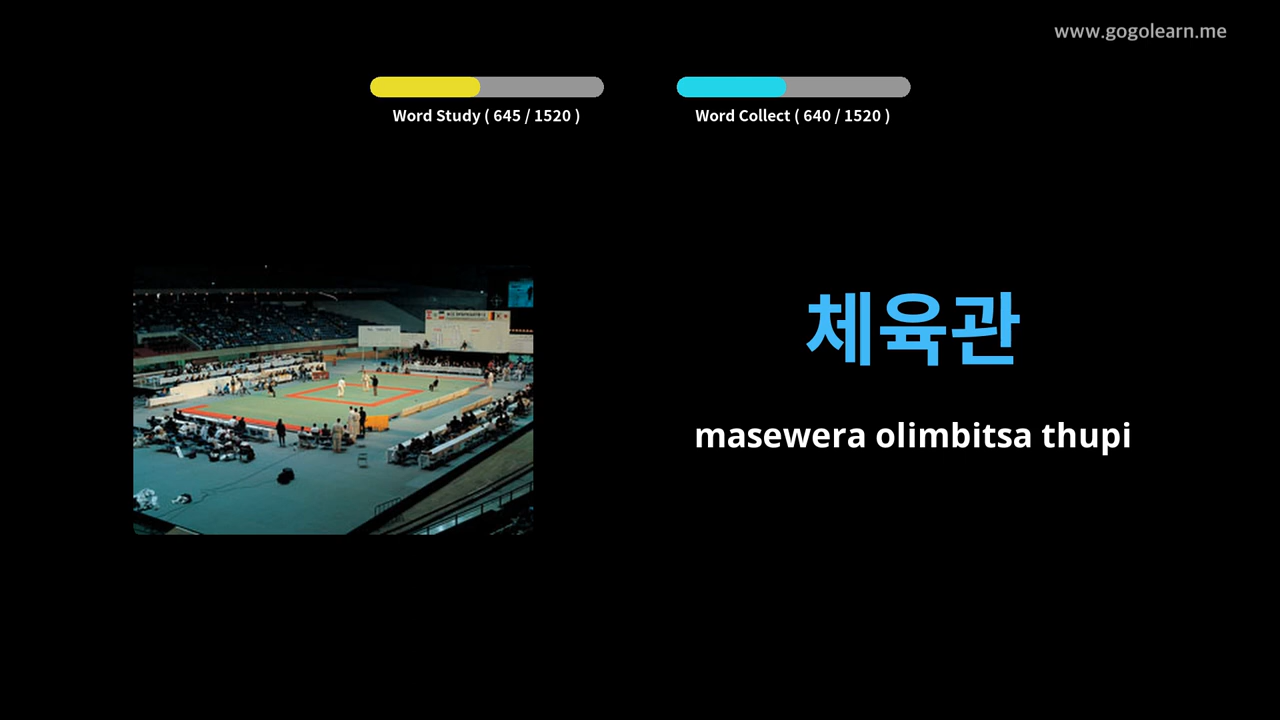 www.gogolearn.me
Word Study ( 645 / 1520 )
Word Collect ( 640 / 1520 )
체육관
masewera olimbitsa thupi